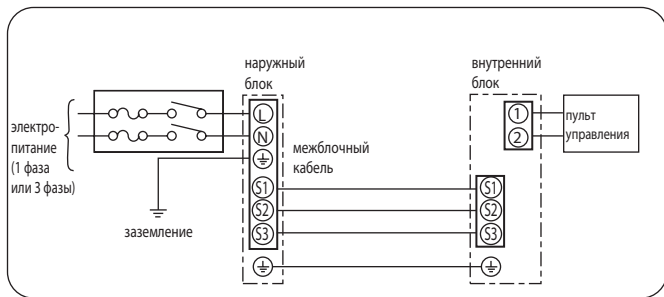 наружный
блок
внутренний
блок
электро-
питание
(1 фаза
или 3 фазы)
L
N
заземление
S1
S2
S3
межблочный
кабель
1
2
S1
S2
S3
пульт
управления